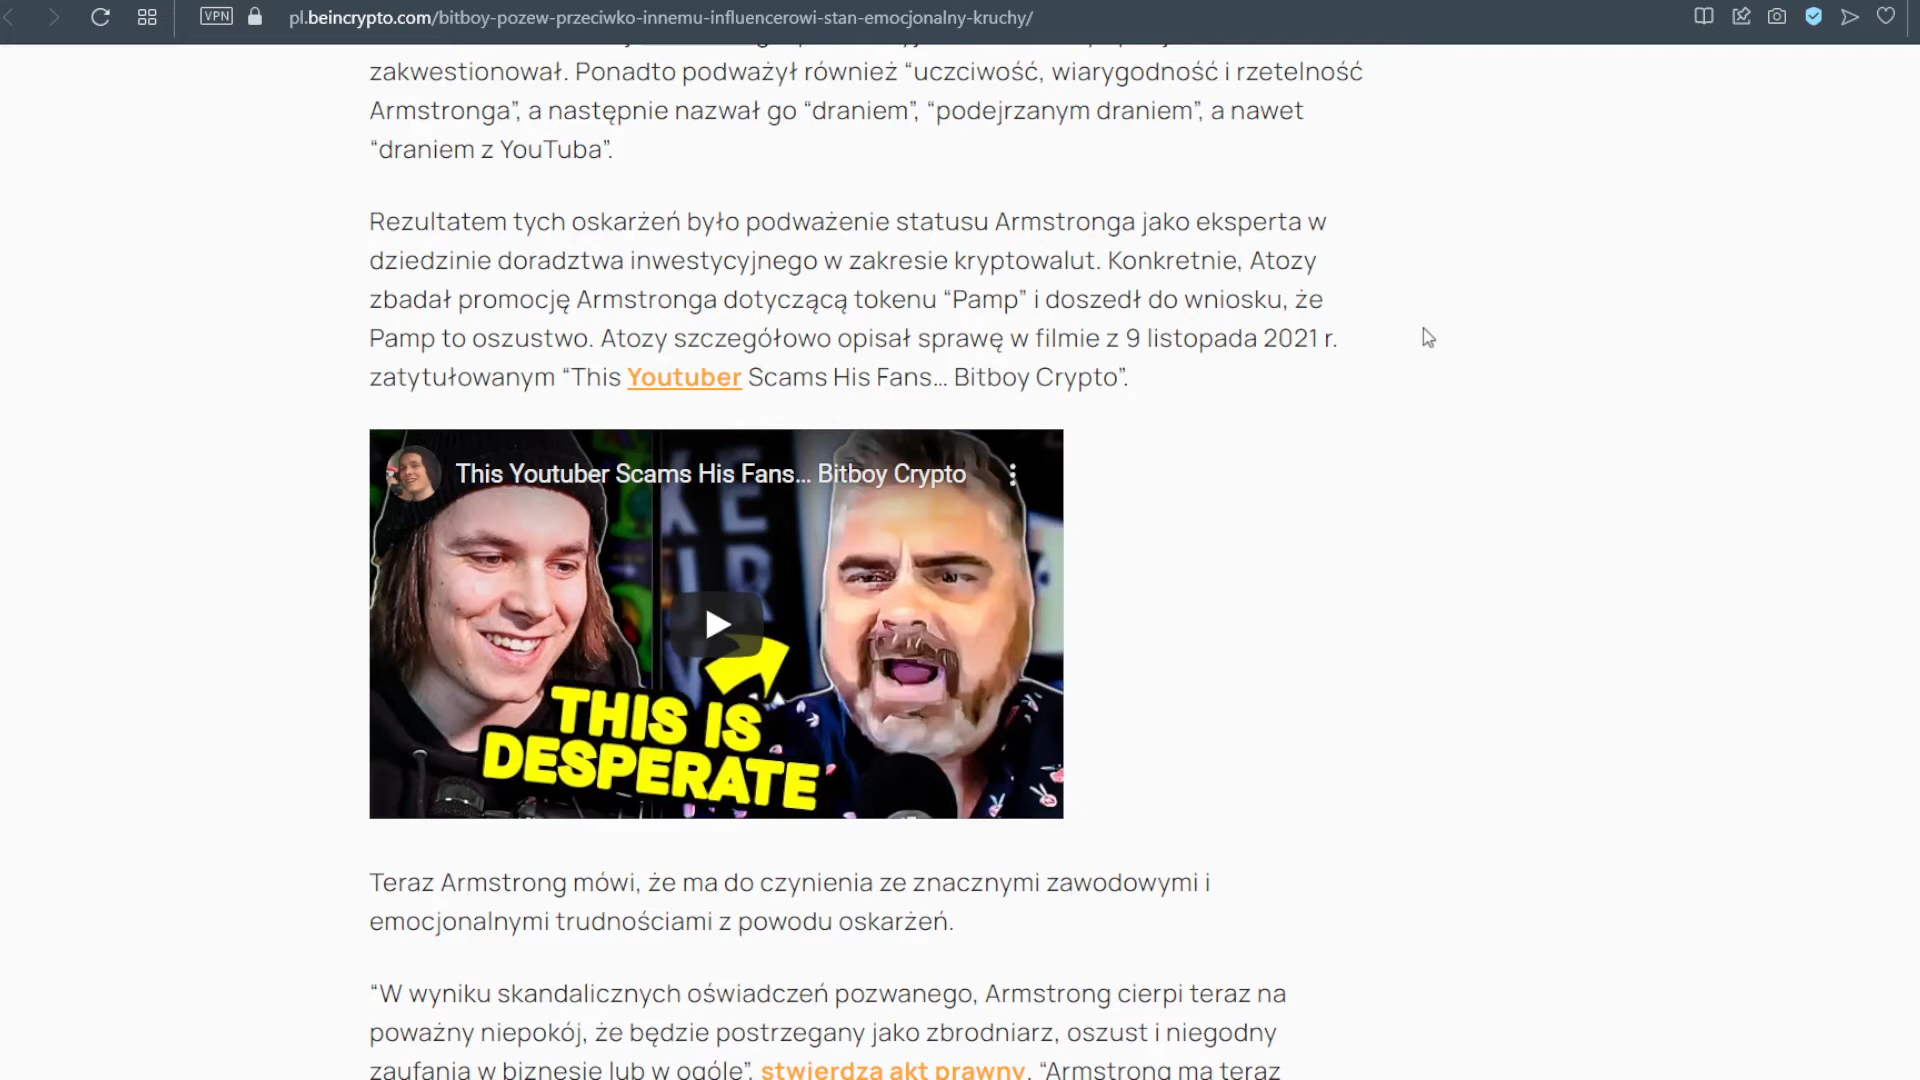 VPN
pl.beincrypto.com/bitboy-pozew-przeciwko-innemu-influencerowi-stan-emocjonalny-kruchy/
zakwestionował. Ponadto podważył również “uczciwość, wiarygodność i rzetelność
Armstronga”, a następnie nazwał go “draniem”, “podejrzanym draniem”, a nawet
“draniem z YouTuba”.
Rezultatem tych oskarżeń było podważenie statusu Armstronga jako eksperta w
dziedzinie doradztwa inwestycyjnego w zakresie kryptowalut. Konkretnie, Atozy
zbadał promocję Armstronga dotyczącą tokenu “Pamp” i doszedł do wniosku, że
Pamp to oszustwo. Atozy szczegółowo opisał sprawę w filmie z 9 listopada 2021 r.
zatytułowanym “This Youtuber Scams His Fans… Bitboy Crypto”.
This Youtuber Scams His Fans... Bitboy Crypto
THIS IS
DESPERATE
Teraz Armstrong mówi, że ma do czynienia ze znacznymi zawodowymi i
emocjonalnymi trudnościami z powodu oskarżeń.
“W wyniku skandalicznych oświadczeń pozwanego, Armstrong cierpi teraz na
poważny niepokój, że będzie postrzegany jako zbrodniarz, oszust i niegodny
zaufania w biznesie lub w ogóle”, stwierdza akt prawny. “Armstrong ma teraz